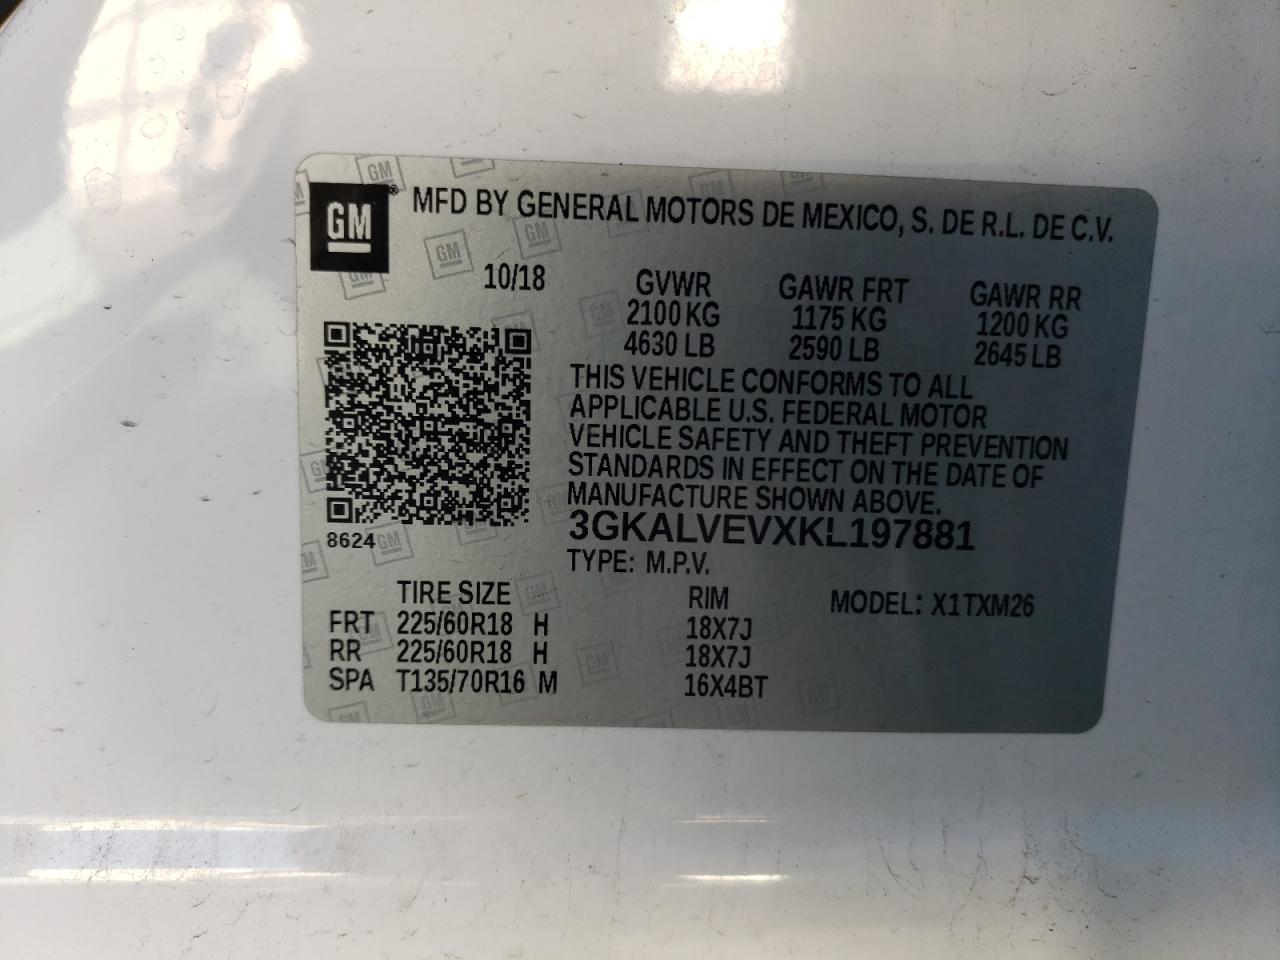 GM® MFD BY GENERAL MOTORS DE MEXICO, S. DE R.L. DE C.V.
10/18 GVWR GAWR FRT GAWR RR
2100 KG 1175 KG 1200 KG
4630 LB 2590 LB 2645 LB
THIS VEHICLE CONFORMS TO ALL
APPLICABLE U.S. FEDERAL MOTOR
VEHICLE SAFETY AND THEFT PREVENTION
STANDARDS IN EFFECT ON THE DATE OF
MANUFACTURE SHOWN ABOVE.
3GKALVEVXKL197881
8624
TYPE: M.P.V.
TIRE SIZE RIM MODEL: X1TXM26
FRT 225/60R18 H 18X7J
RR 225/60R18 H 18X7J
SPA T135/70R16 M 16X4BT